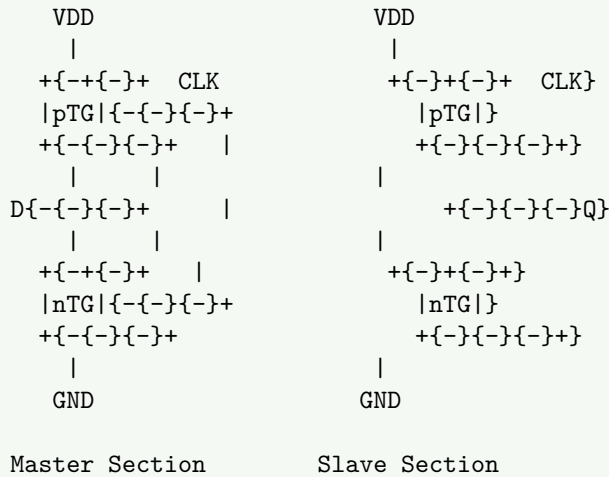 VDD                      VDD
|                        |
+{-+{-}+  CLK            +{-}+{-}+  CLK}
|pTG|{-{-}{-}+             |pTG|}
+{-{-}{-}+   |             +{-}{-}{-}+}
|     |              |
D{-{-}{-}+     |              +{-}{-}{-}Q}
|     |              |
+{-+{-}+   |             +{-}+{-}+}
|nTG|{-{-}{-}+             |nTG|}
+{-{-}{-}+                 +{-}{-}{-}+}
|                    |
GND                  GND
Master Section        Slave Section